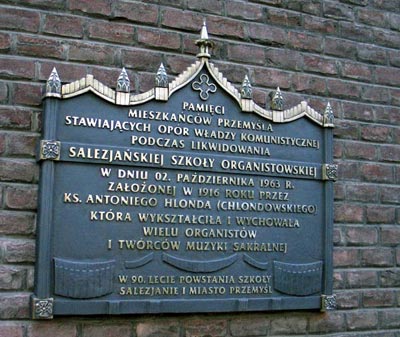 PAMIĘCI
MIESZKAŃCÓW PRZEMYŚLA
STAWIAJĄCYCH OPÓR WŁADZY KOMUNISTYCZNEJ
PODCZAS LIKWIDOWANIA
SALEZJAŃSKIEJ SZKOŁY ORGANISTOWSKIEJ
W DNIU 02. PAŹDZIERNIKA 1963 R.
ZAŁOŻONEJ W 1916 ROKU PRZEZ
KS. ANTONIEGO HLONDA (CHLONDOWSKIEGO)
KTÓRA WYKSZTAŁCIŁA I WYCHOWAŁA
WIELU ORGANISTÓW
I TWÓRCÓW MUZYKI SAKRALNEJ
W 90. LECIE POWSTANIA SZKOŁY
SALEZJANIE I MIASTO PRZEMYŚL